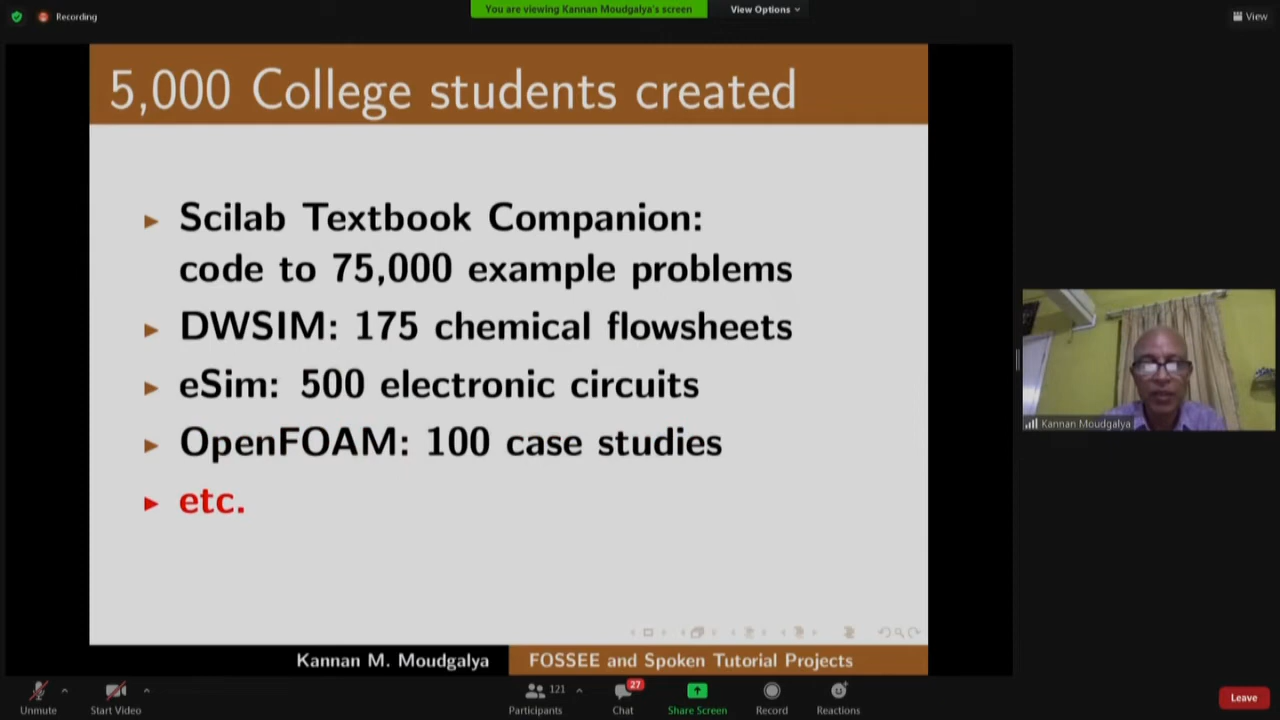 Recording
You are viewing Kannan Moudgalya's screen
View Options
View
5,000 College students created
Scilab Textbook Companion:
code to 75,000 example problems
DWSIM: 175 chemical flowsheets
eSim: 500 electronic circuits
OpenFOAM: 100 case studies
etc.
Kannan M. Moudgalya
FOSSEE and Spoken Tutorial Projects
Kannan Moudgalya
Unmute
Start Video
121
Participants
27
Chat
Share Screen
Record
Reactions
Leave